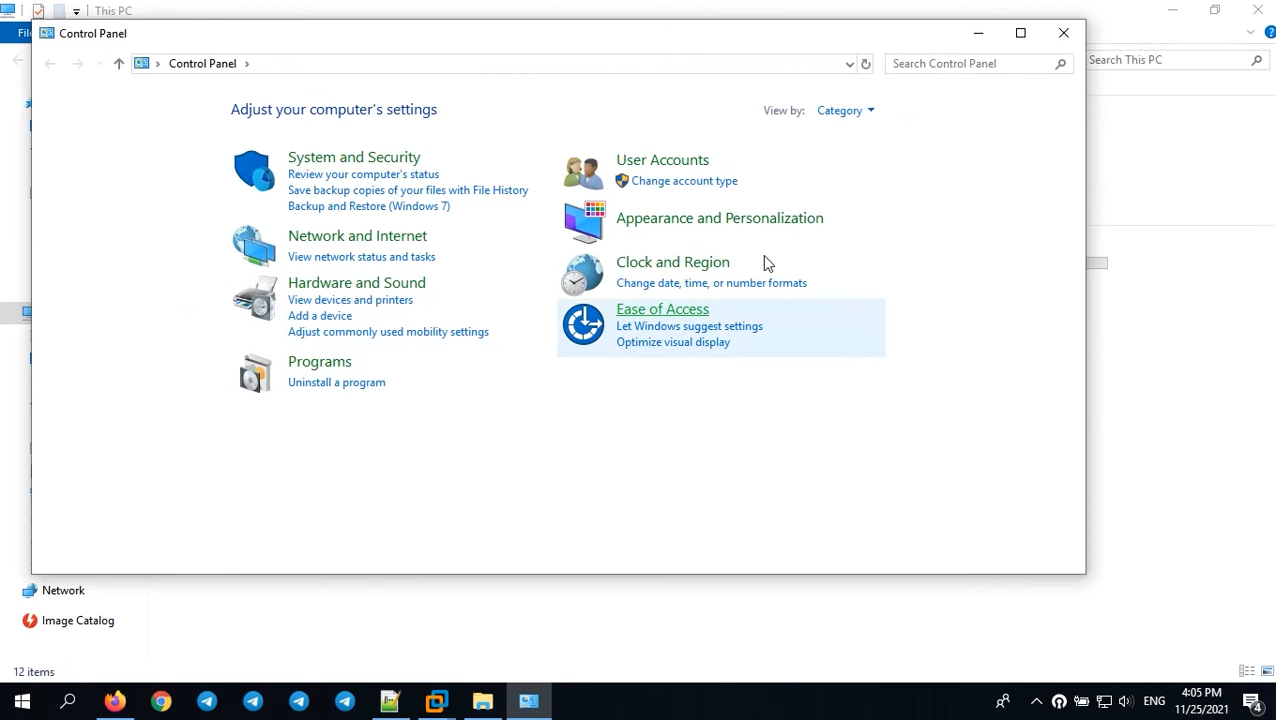 This PC
Control Panel
Fil
Control Panel
Search Control Panel
Search This PC
Adjust your computer's settings
View by: Category
System and Security
Review your computer's status
Save backup copies of your files with File History
Backup and Restore (Windows 7)
Network and Internet
View network status and tasks
Hardware and Sound
View devices and printers
Add a device
Adjust commonly used mobility settings
Programs
Uninstall a program
User Accounts
Change account type
Appearance and Personalization
Clock and Region
Change date, time, or number formats
Ease of Access
Let Windows suggest settings
Optimize visual display
Network
Image Catalog
12 items
ENG
4:05 PM
11/25/2021
4